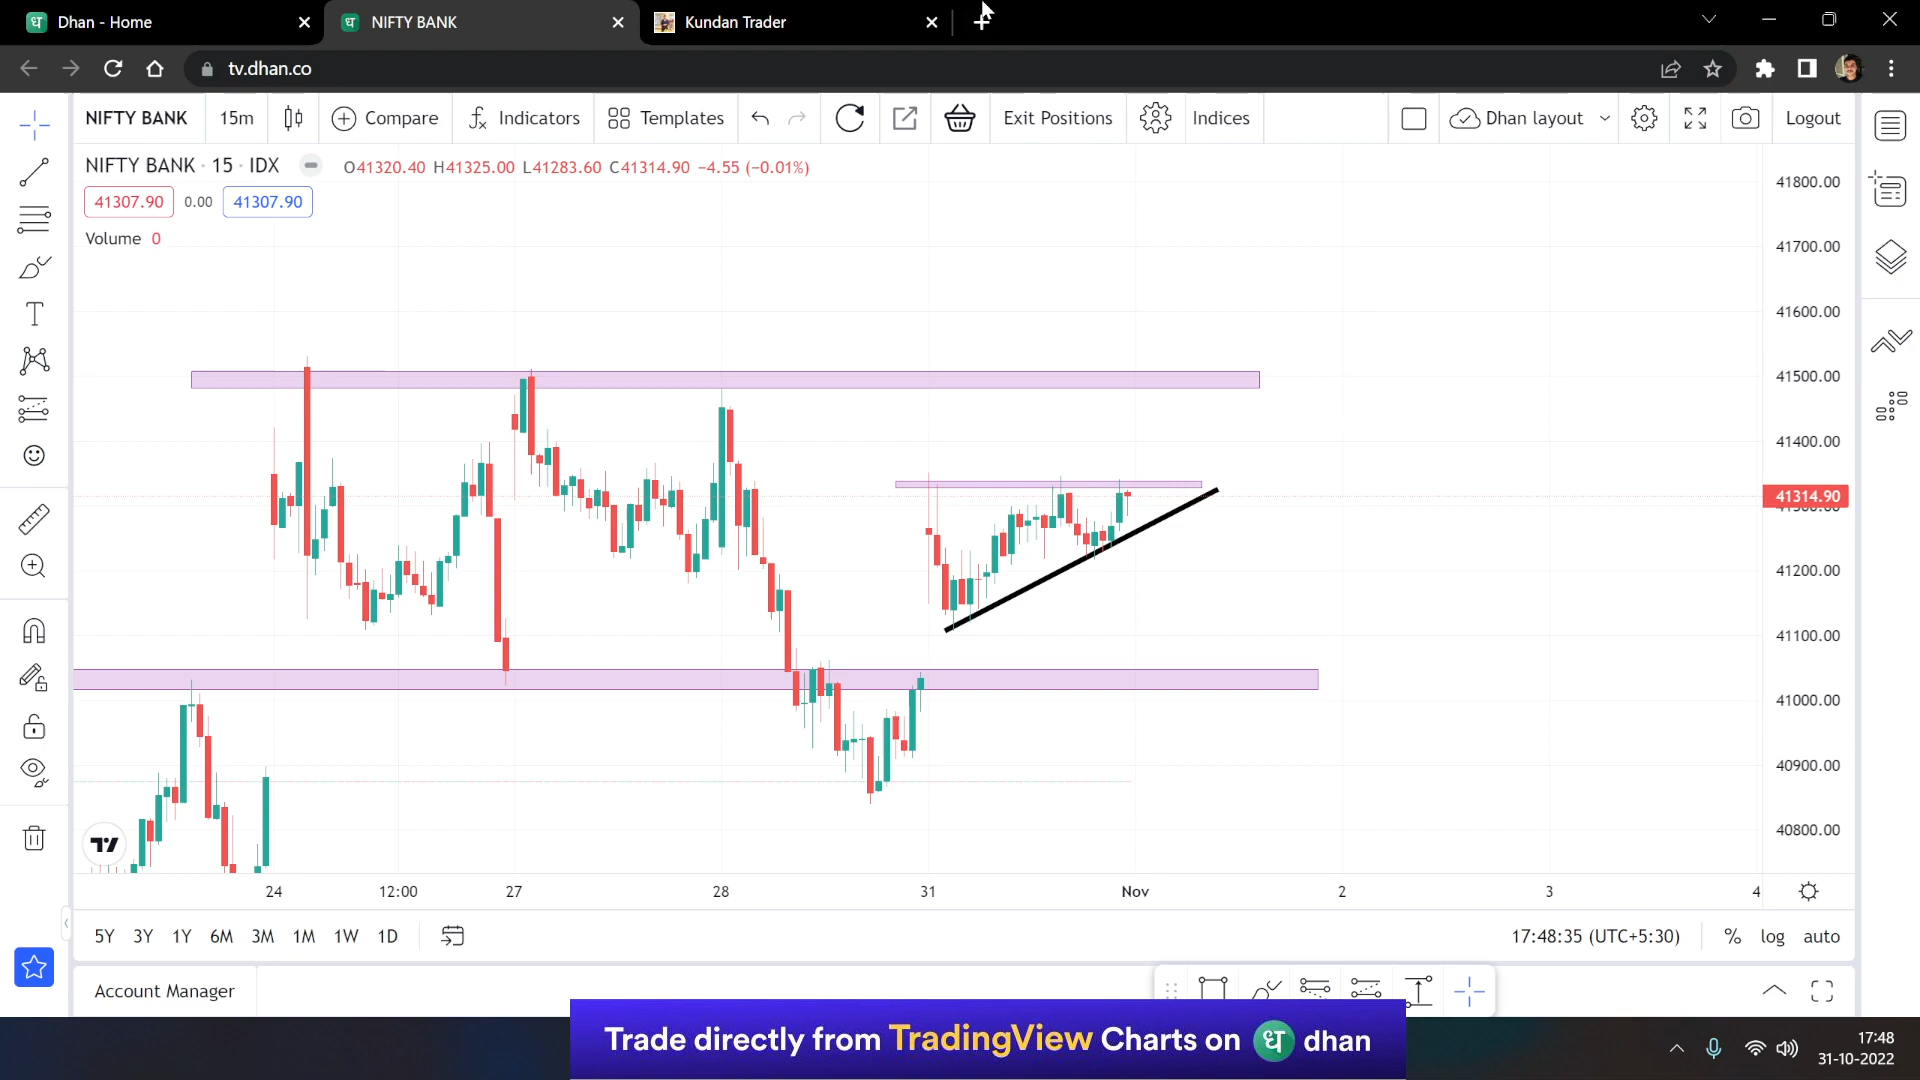 Dhan - Home
NIFTY BANK
Kundan Trader
tv.dhan.co
NIFTY BANK 15m Compare Indicators Templates Exit Positions Indices Dhan layout Logout
NIFTY BANK · 15 · IDX O41320.40 H41325.00 L41283.60 C41314.90 −4.55 (−0.01%)
41307.90 0.00 41307.90
Volume 0
41800.00
41700.00
41600.00
41500.00
41400.00
41314.90
41300.00
41200.00
41100.00
41000.00
40900.00
40800.00
24 12:00 27 28 31 Nov 2 3 4
5Y 3Y 1Y 6M 3M 1M 1W 1D 17:48:35 (UTC+5:30) % log auto
Account Manager
Trade directly from TradingView Charts on ध dhan
17:48
31-10-2022